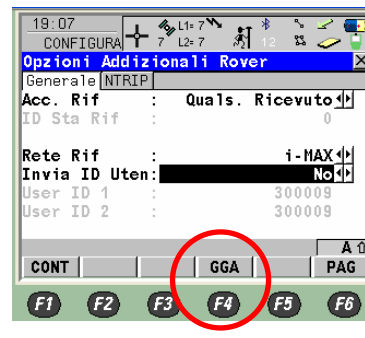 19:07 L1= 7
CONFIGURA 7 L2= 7 12
Opzioni Addizionali Rover X
Generale NTRIP
Acc. Rif : Quals. Ricevuto
ID Sta Rif : 0
Rete Rif : i-MAX
Invia ID Uten: No
User ID 1 : 300009
User ID 2 : 300009
A
CONT GGA PAG
F1 F2 F3 F4 F5 F6